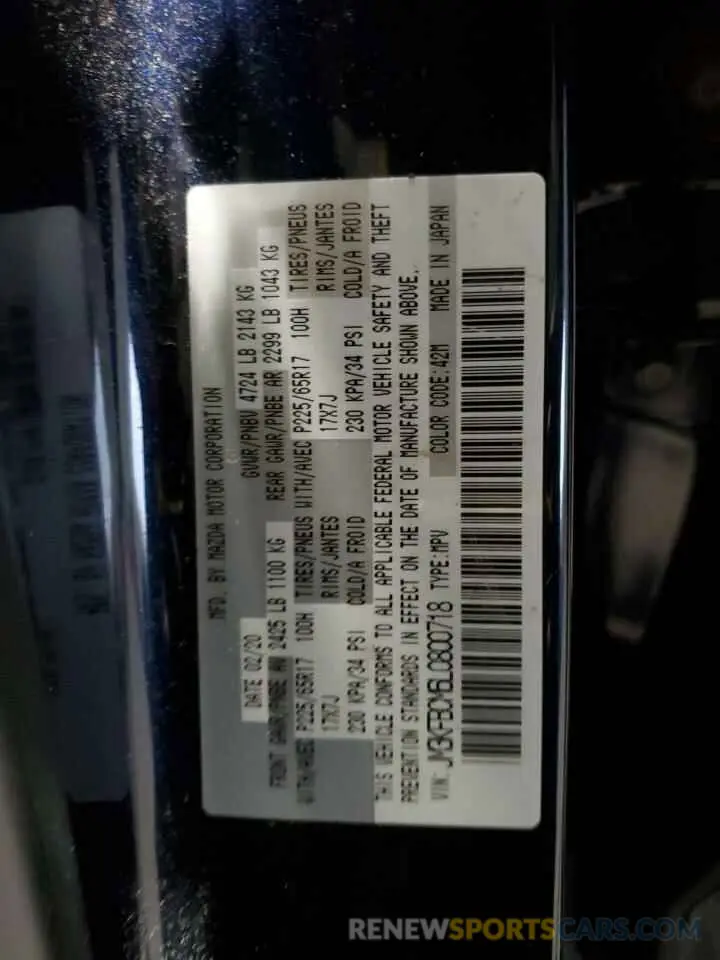 MFD. BY MAZDA MOTOR CORPORATION
DATE 02/20 GVWR/PNBV 4724 LB 2143 KG
FRONT GAWR/PNBE AV 2425 LB 1100 KG REAR GAWR/PNBE AR 2299 LB 1043 KG
WITH/AVEC P225/65R17 100H TIRES/PNEUS WITH/AVEC P225/65R17 100H TIRES/PNEUS
17X7J RIMS/JANTES 17X7J RIMS/JANTES
230 KPA/34 PSI COLD/A FROID 230 KPA/34 PSI COLD/A FROID
THIS VEHICLE CONFORMS TO ALL APPLICABLE FEDERAL MOTOR VEHICLE SAFETY AND THEFT
PREVENTION STANDARDS IN EFFECT ON THE DATE OF MANUFACTURE SHOWN ABOVE.
VIN: JM3KFBCM6L0800718 TYPE:MPV COLOR CODE:42M MADE IN JAPAN
RENEWSPORTSCARS.COM